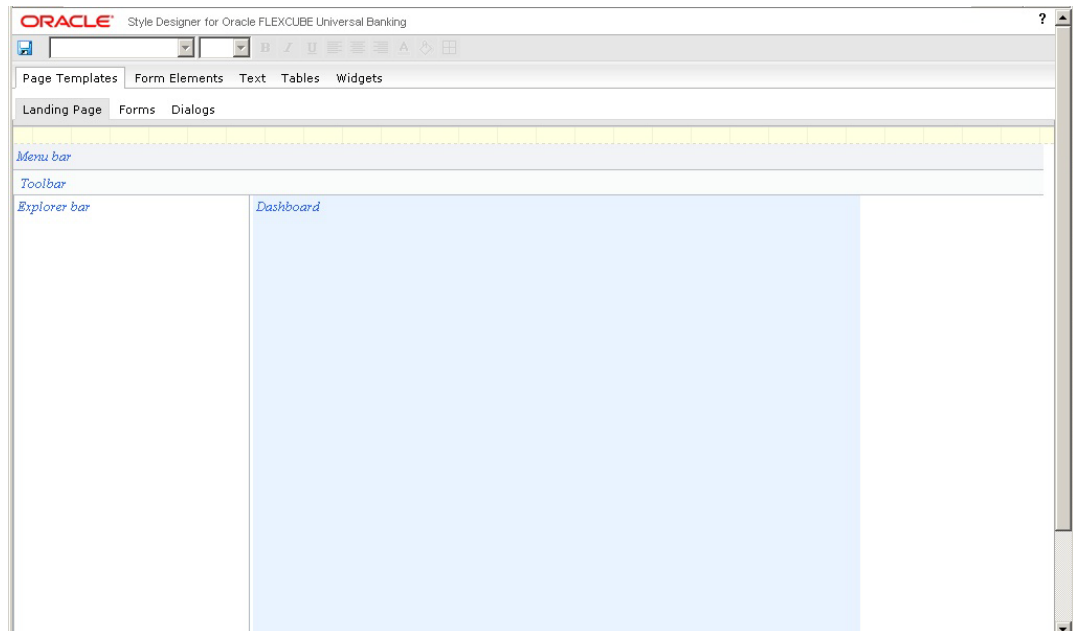 ORACLE® Style Designer for Oracle FLEXCUBE Universal Banking ?
B I U A
Page Templates Form Elements Text Tables Widgets
Landing Page Forms Dialogs
Menu bar
Toolbar
Explorer bar Dashboard